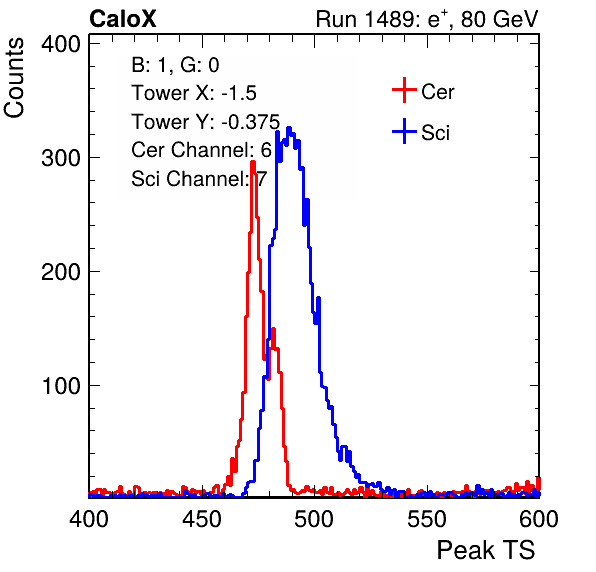 CaloX Run 1489: e⁺, 80 GeV
Counts
400
300
200
100
B: 1, G: 0
Tower X: -1.5
Tower Y: -0.375
Cer Channel: 6
Sci Channel: 7
Cer
Sci
400 450 500 550 600
Peak TS